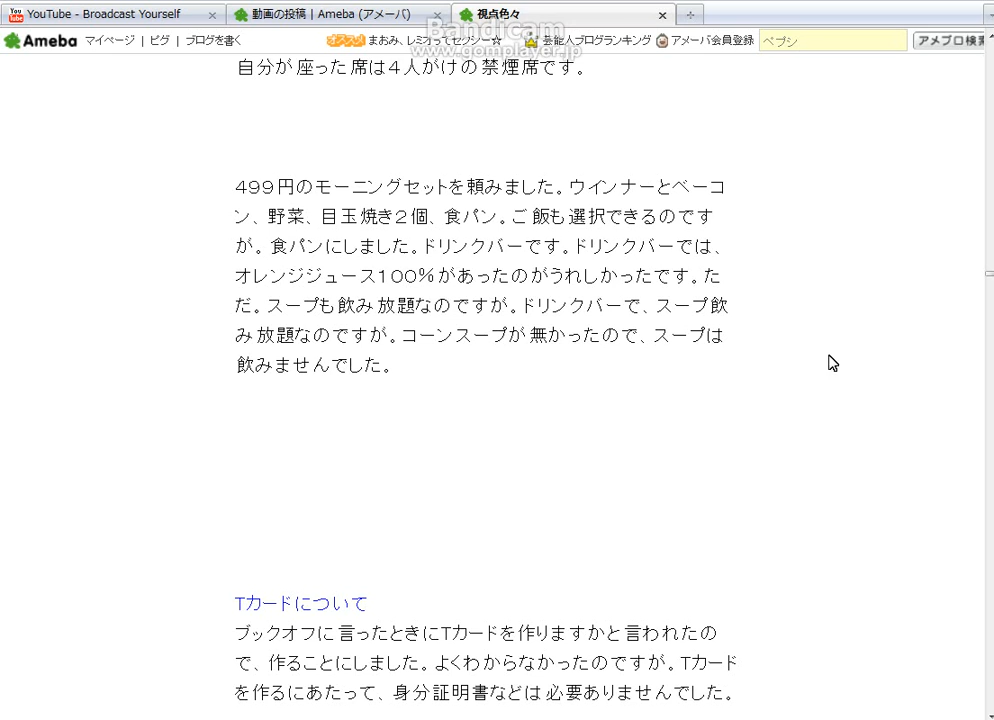 YouTube - Broadcast Yourself
動画の投稿 | Ameba (アメーバ)
視点色々
Bandicam
www.gomplayer.jp
Ameba マイページ | ピグ | ブログを書く
オススメ まおみ、レミオってセクシー☆ 芸能人ブログランキング アメーバ会員登録 ペプシ アメブロ検索
自分が座った席は４人がけの禁煙席です。
４９９円のモーニングセットを頼みました。ウインナーとベーコ
ン、野菜、目玉焼き２個、食パン。ご飯も選択できるのです
が。食パンにしました。ドリンクバーです。ドリンクバーでは、
オレンジジュース１００％があったのがうれしかったです。た
だ。スープも飲み放題なのですが。ドリンクバーで、スープ飲
み放題なのですが。コーンスープが無かったので、スープは
飲みませんでした。
Tカードについて
ブックオフに言ったときにTカードを作りますかと言われたの
で、作ることにしました。よくわからなかったのですが。Tカード
を作るにあたって、身分証明書などは必要ありませんでした。